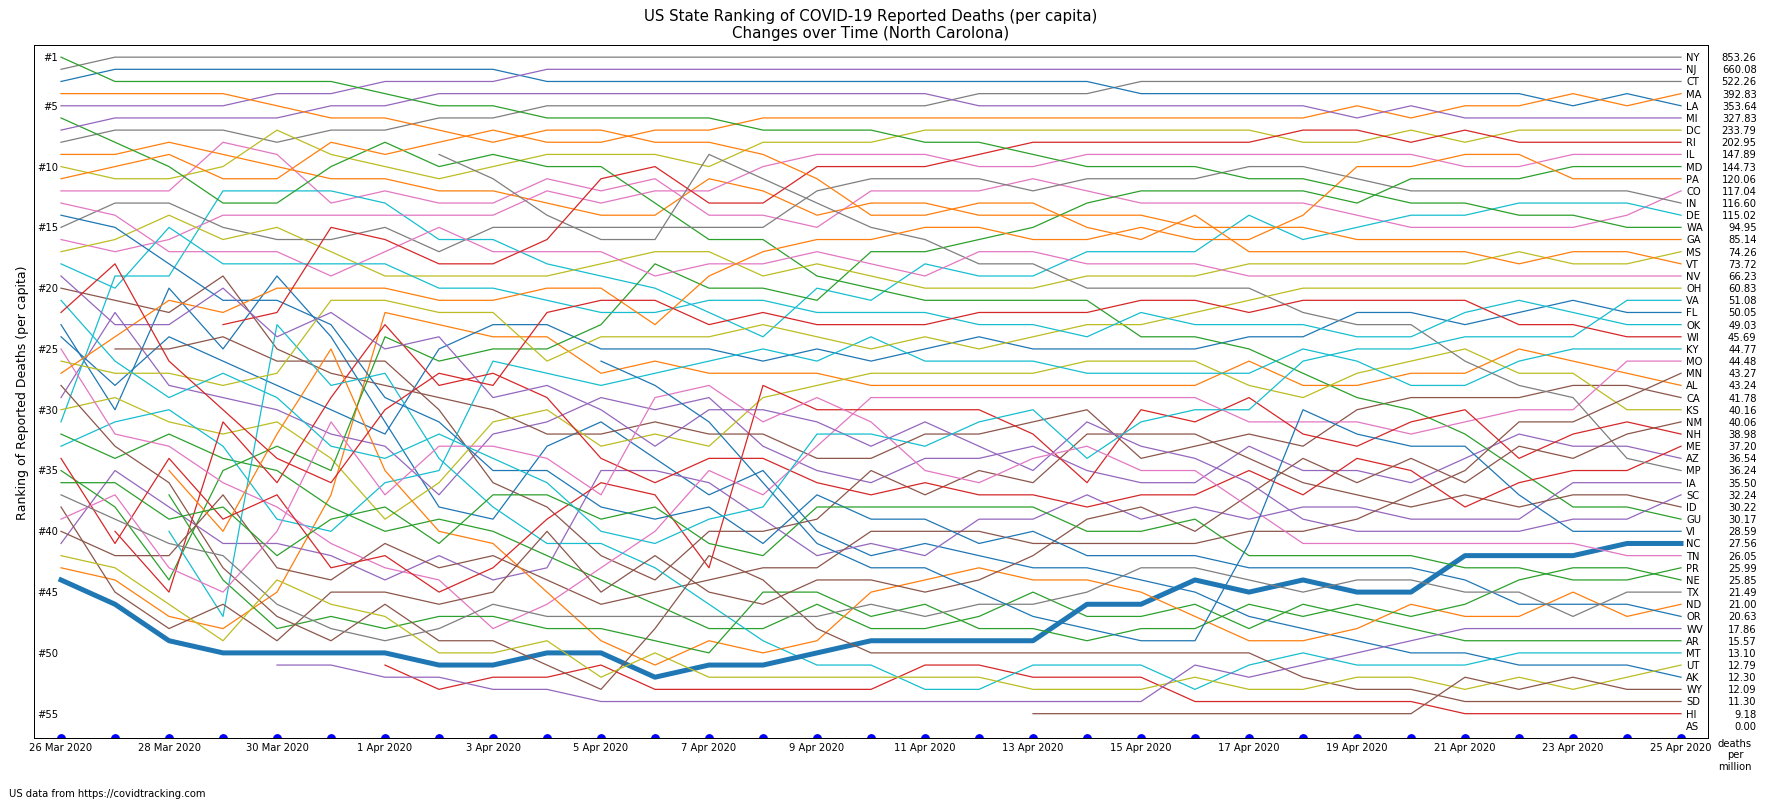 US State Ranking of COVID-19 Reported Deaths (per capita)
Changes over Time (North Carolona)
Ranking of Reported Deaths (per capita)
#1
#5
#10
#15
#20
#25
#30
#35
#40
#45
#50
#55
NY 853.26
NJ 660.08
CT 522.26
MA 392.83
LA 353.64
MI 327.83
DC 233.79
RI 202.95
IL 147.89
MD 144.73
PA 120.06
CO 117.04
IN 116.60
DE 115.02
WA 94.95
GA 85.14
MS 74.26
VT 73.72
NV 66.23
OH 60.83
VA 51.08
FL 50.05
OK 49.03
WI 45.69
KY 44.77
MO 44.48
MN 43.27
AL 43.24
CA 41.78
KS 40.16
NM 40.06
NH 38.98
ME 37.20
AZ 36.54
MP 36.24
IA 35.50
SC 32.24
ID 30.22
GU 30.17
VI 28.59
NC 27.56
TN 26.05
PR 25.99
NE 25.85
TX 21.49
ND 21.00
OR 20.63
WV 17.86
AR 15.57
MT 13.10
UT 12.79
AK 12.30
WY 12.09
SD 11.30
HI 9.18
AS 0.00
26 Mar 2020 28 Mar 2020 30 Mar 2020 1 Apr 2020 3 Apr 2020 5 Apr 2020 7 Apr 2020 9 Apr 2020 11 Apr 2020 13 Apr 2020 15 Apr 2020 17 Apr 2020 19 Apr 2020 21 Apr 2020 23 Apr 2020 25 Apr 2020
deaths
per
million
US data from https://covidtracking.com